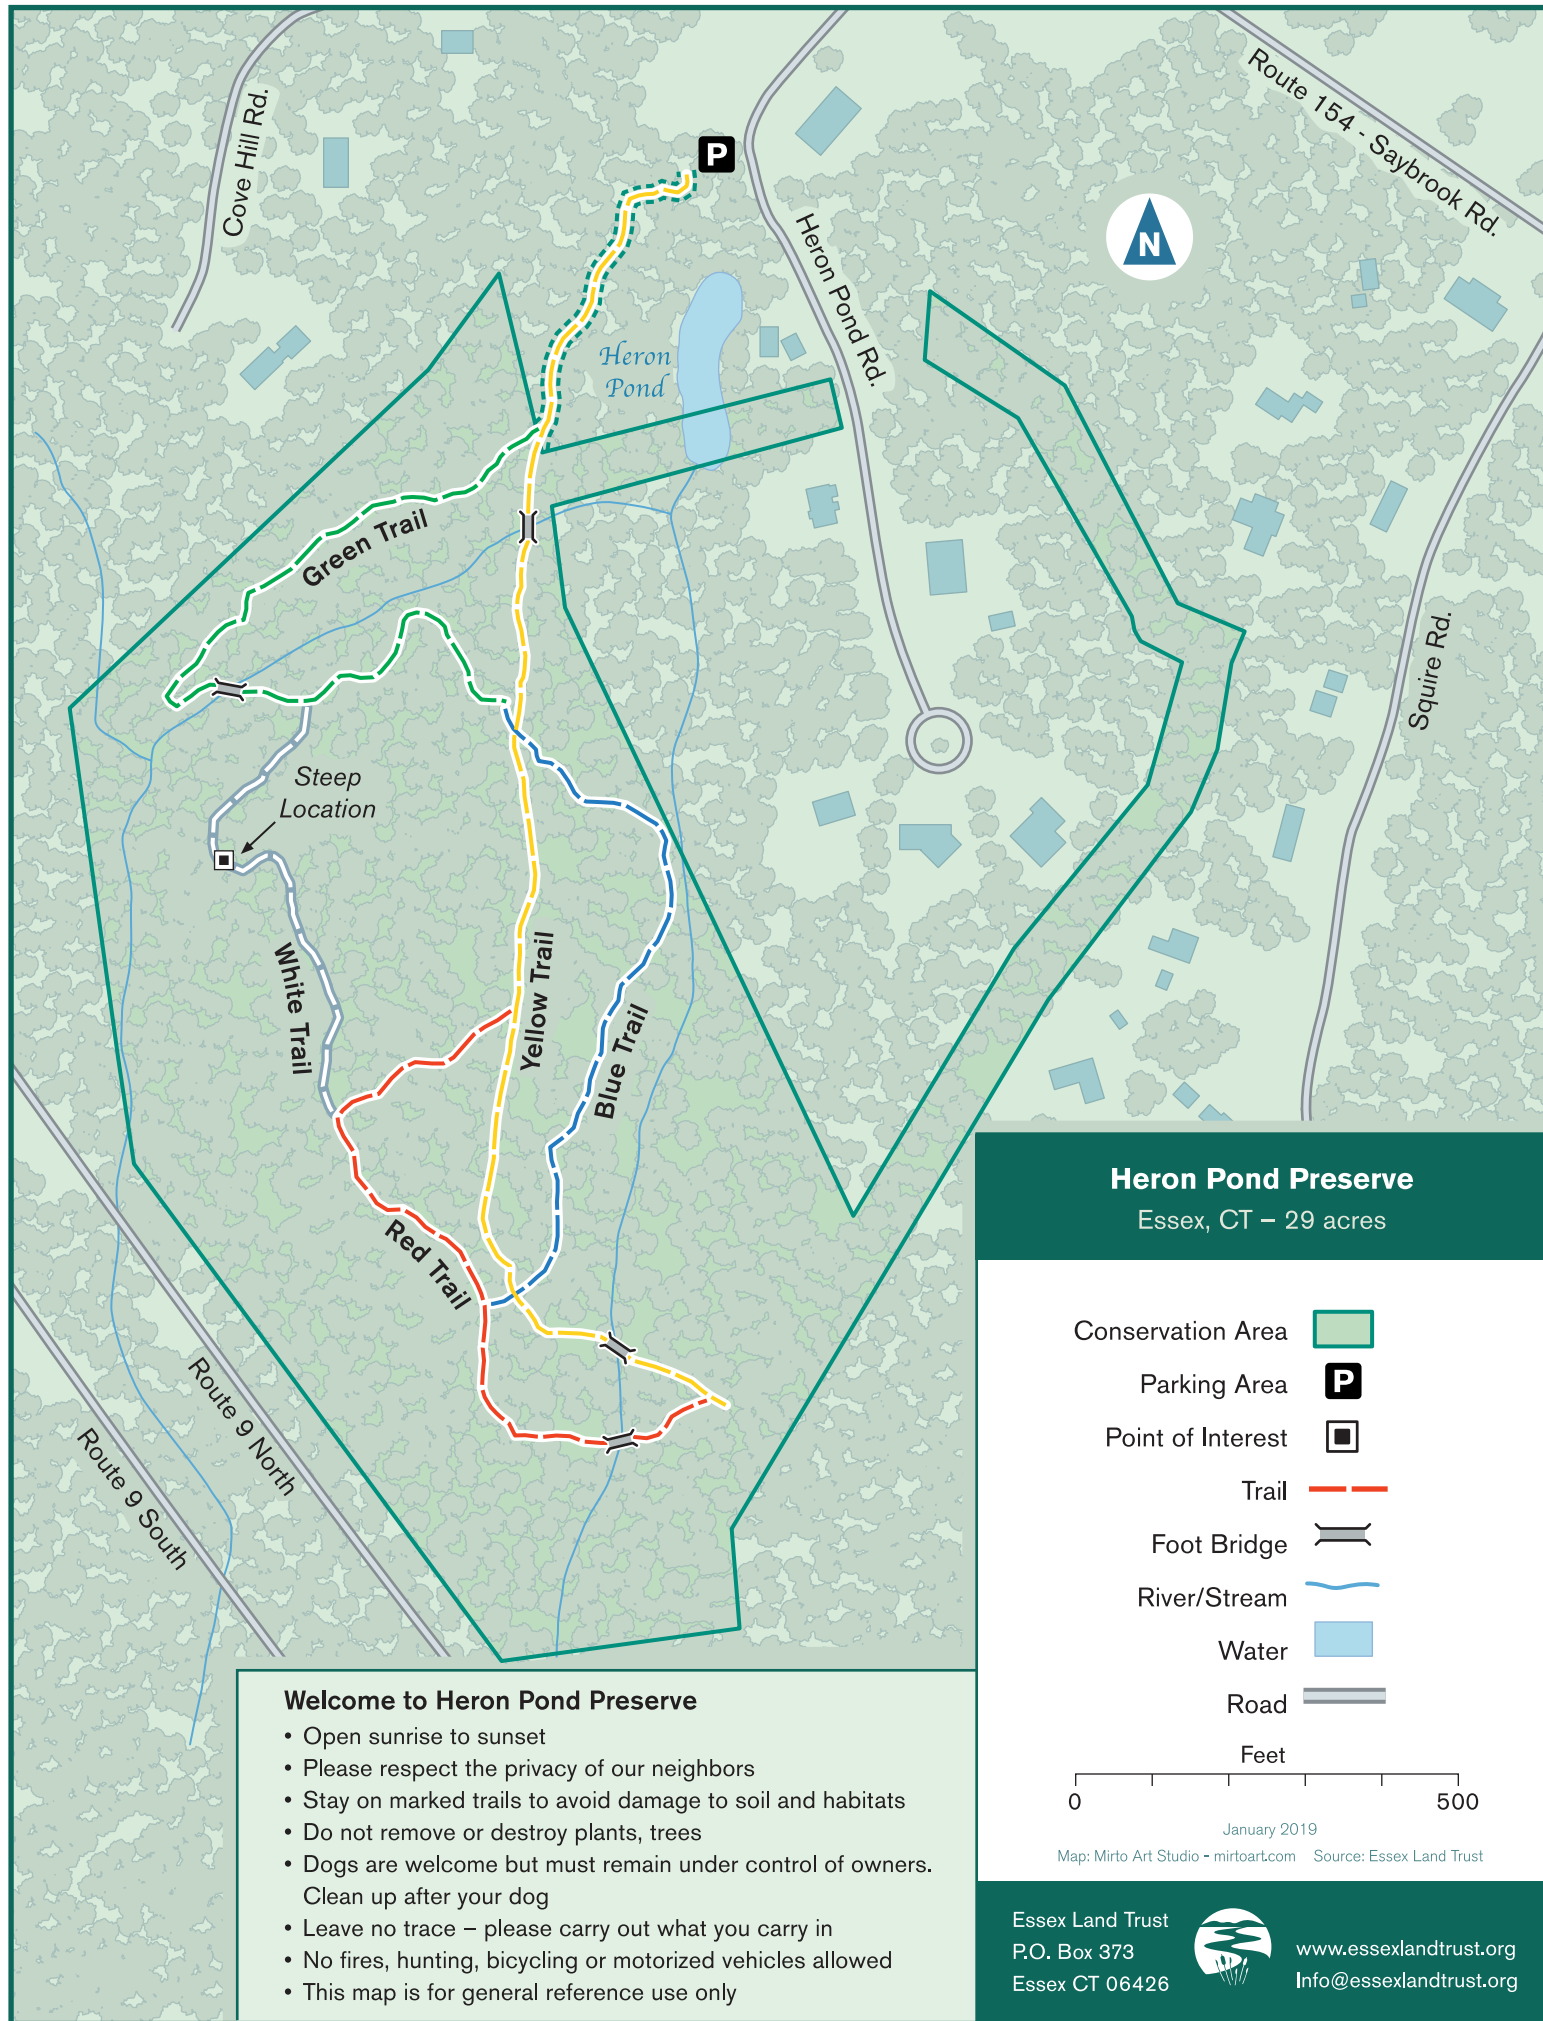 Cove Hill Rd.
P
Route 154 - Saybrook Rd.
N
Heron Pond Rd.
Heron
Pond
Green Trail
Squire Rd.
Steep
Location
White Trail
Yellow Trail
Blue Trail
Red Trail
Route 9 North
Route 9 South
Heron Pond Preserve
Essex, CT – 29 acres
Conservation Area
Parking Area
P
Point of Interest
Trail
Foot Bridge
River/Stream
Water
Road
Feet
0 500
January 2019
Map: Mirto Art Studio - mirtoart.com Source: Essex Land Trust
Welcome to Heron Pond Preserve
• Open sunrise to sunset
• Please respect the privacy of our neighbors
• Stay on marked trails to avoid damage to soil and habitats
• Do not remove or destroy plants, trees
• Dogs are welcome but must remain under control of owners.
Clean up after your dog
• Leave no trace – please carry out what you carry in
• No fires, hunting, bicycling or motorized vehicles allowed
• This map is for general reference use only
Essex Land Trust
P.O. Box 373
Essex CT 06426
www.essexlandtrust.org
Info@essexlandtrust.org